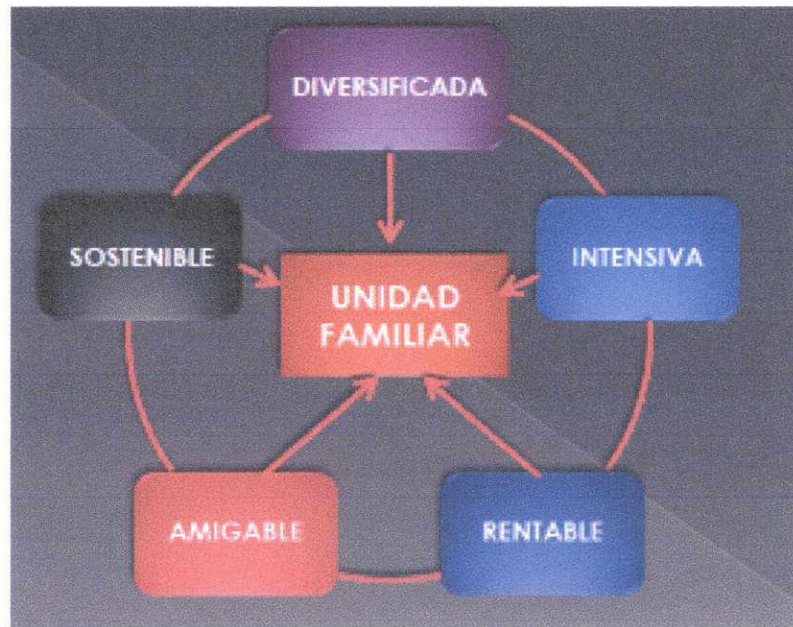 DIVERSIFICADA
SOSTENIBLE
INTENSIVA
UNIDAD
FAMILIAR
AMIGABLE
RENTABLE